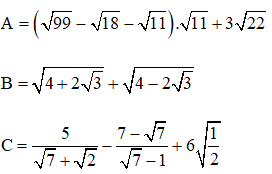 A = (√99 − √18 − √11).√11 + 3√22
B = √(4 + 2√3) + √(4 − 2√3)
C = 5/(√7 + √2) − (7 − √7)/(√7 − 1) + 6√(1/2)